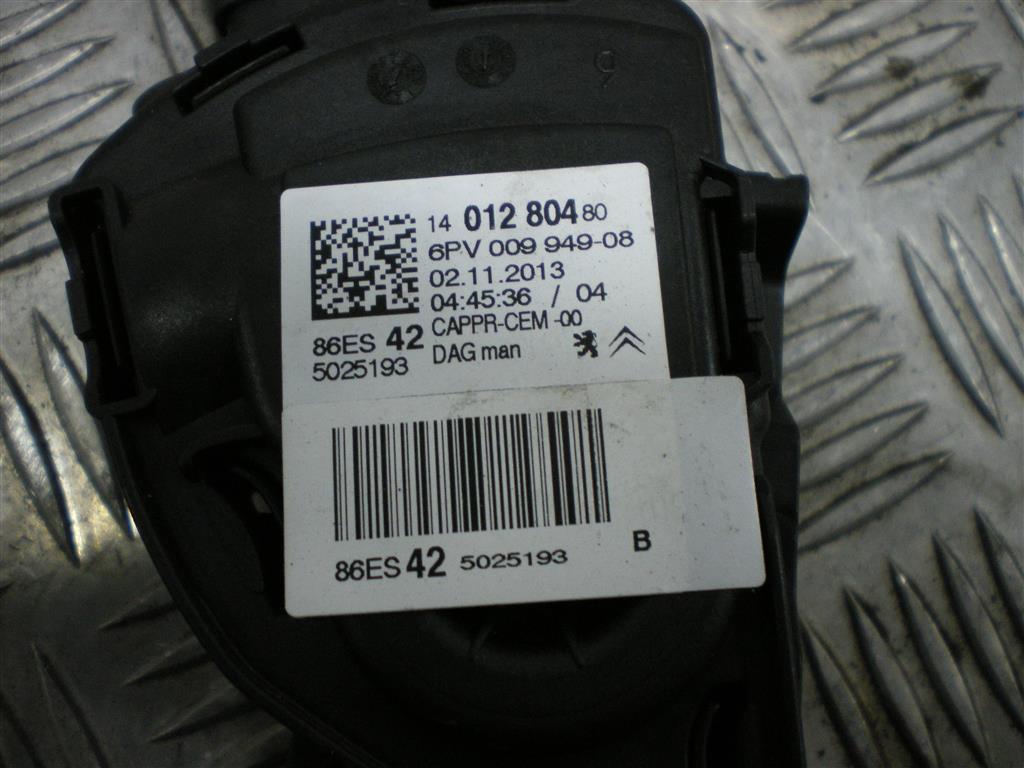 14 012 804 80
6PV 009 949-08
02.11.2013
04:45:36 / 04
86ES 42 CAPPR-CEM -00
5025193 DAG man
86ES 42 5025193 B